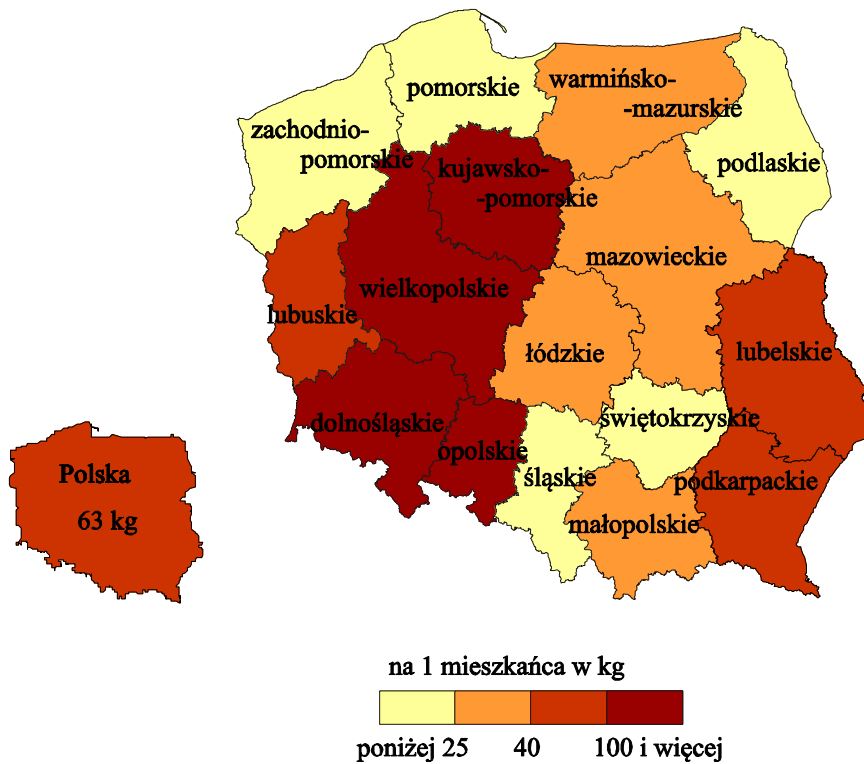 pomorskie
warmińsko-
-mazurskie
zachodnio-
pomorskie
kujawsko-
-pomorskie
podlaskie
mazowieckie
wielkopolskie
lubuskie
łódzkie
lubelskie
dolnośląskie
świętokrzyskie
opolskie
śląskie
podkarpackie
małopolskie
Polska
63 kg
na 1 mieszkańca w kg
poniżej 25 40 100 i więcej